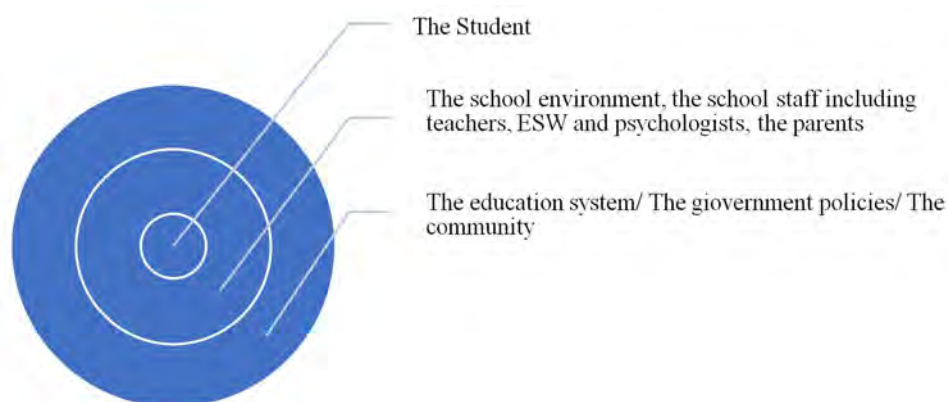 The Student
The school environment, the school staff including
teachers, ESW and psychologists, the parents
The education system/ The giovernment policies/ The
community